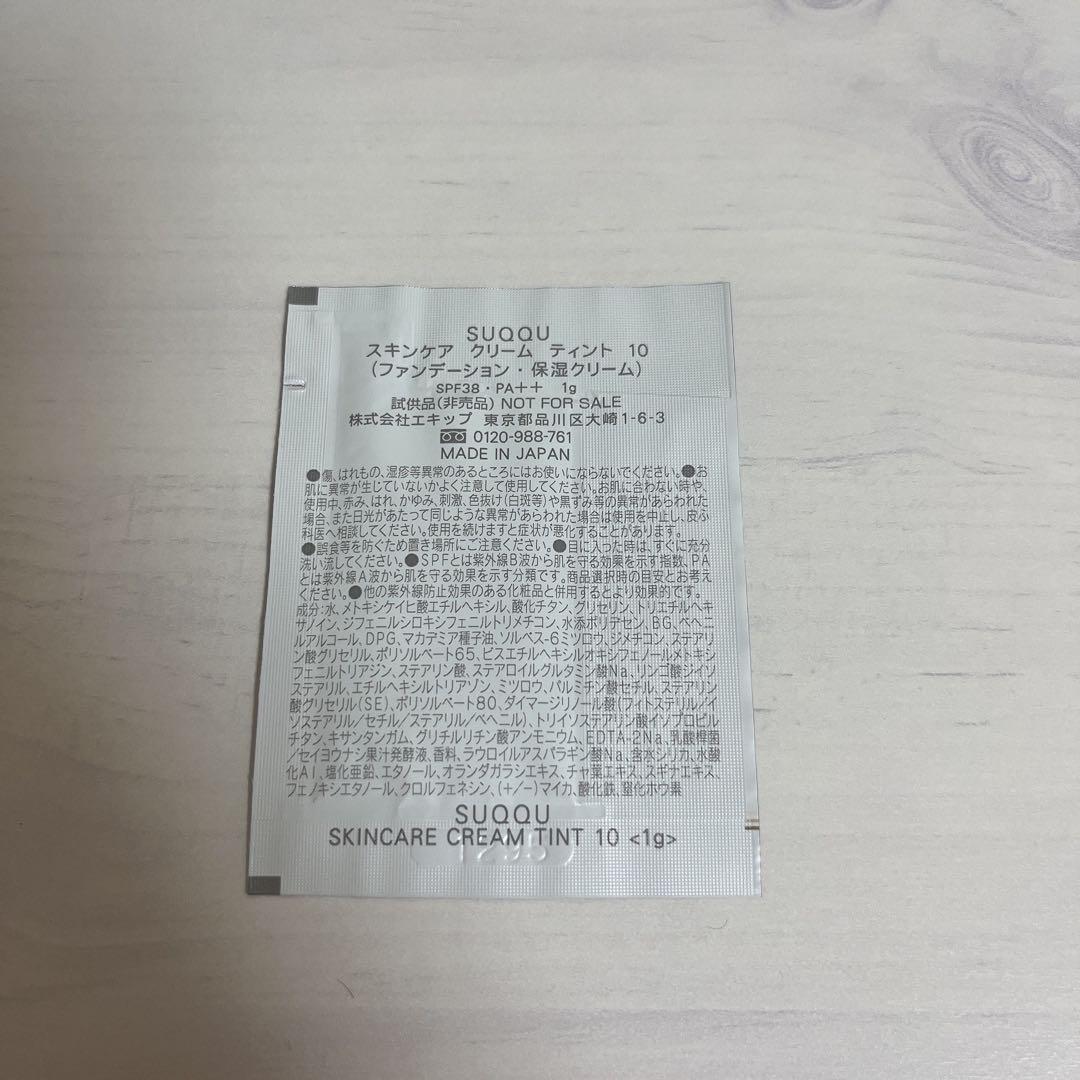 SUQQU
スキンケア クリーム ティント 10
(ファンデーション・保湿クリーム)
SPF38・PA++ 1g
試供品(非売品) NOT FOR SALE
株式会社エキップ 東京都品川区大崎1-6-3
0120-988-761
MADE IN JAPAN
●傷、はれもの、湿疹等異常のあるところにはお使いにならないでください。●お
肌に異常が生じていないかよく注意して使用してください。お肌に合わない時や、
使用中、赤み、はれ、かゆみ、刺激、色抜け(白斑等)や黒ずみ等の異常があらわれた
場合、また日光があたって同じような異常があらわれた場合は使用を中止し、皮ふ
科医へ相談してください。使用を続けますと症状が悪化することがあります。
●誤食等を防ぐため置き場所にご注意ください。●目に入った時は、すぐに充分
洗い流してください。●SPFとは紫外線B波から肌を守る効果を示す指数、PA
とは紫外線A波から肌を守る効果を示す分類です。商品選択時の目安とお考え
ください。●他の紫外線防止効果のある化粧品と併用するとより効果的です。
成分:水、メトキシケイヒ酸エチルヘキシル、酸化チタン、グリセリン、トリエチルヘキ
サノイン、ジフェニルシロキシフェニルトリメチコン、水添ポリデセン、BG、ベヘニ
ルアルコール、DPG、マカデミア種子油、ソルベス-6ミツロウ、ジメチコン、ステアリ
ン酸グリセリル、ポリソルベート65、ビスエチルヘキシルオキシフェノールメトキシ
フェニルトリアジン、ステアリン酸、ステアロイルグルタミン酸Na、リンゴ酸ジイソ
ステアリル、エチルヘキシルトリアゾン、ミツロウ、パルミチン酸セチル、ステアリン
酸グリセリル(SE)、ポリソルベート80、ダイマージリノール酸(フィトステリル/イ
ソステアリル/セチル/ステアリル/ベヘニル)、トリイソステアリン酸イソプロピル
チタン、キサンタンガム、グリチルリチン酸アンモニウム、EDTA-2Na、乳酸桿菌
/セイヨウナシ果汁発酵液、香料、ラウロイルアスパラギン酸Na、含水シリカ、水酸
化Al、塩化亜鉛、エタノール、オランダガラシエキス、チャ葉エキス、スギナエキス、
フェノキシエタノール、クロルフェネシン、(+/-)マイカ、酸化鉄、窒化ホウ素
SUQQU
SKINCARE CREAM TINT 10 <1g>